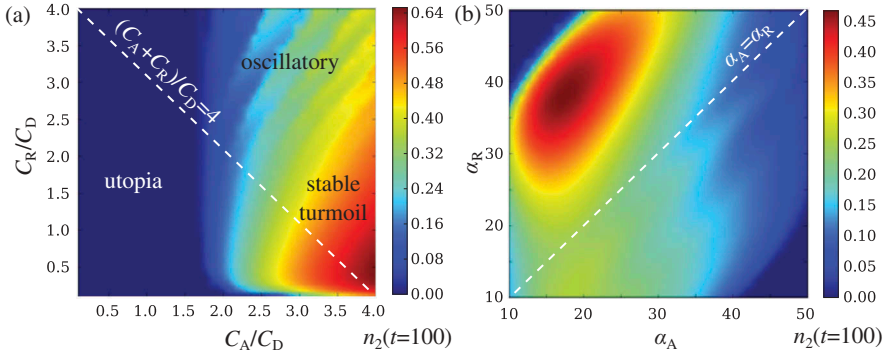 (a)
4.0
3.5
3.0
2.5
2.0
1.5
1.0
0.5
C_R/C_D
(C_A+C_R)/C_D=4
oscillatory
utopia
stable
turmoil
0.5 1.0 1.5 2.0 2.5 3.0 3.5 4.0
C_A/C_D
n_2(t=100)
0.64
0.56
0.48
0.40
0.32
0.24
0.16
0.08
0.00
(b)
50
40
30
20
10
α_R
α_A=α_R
10 20 30 40 50
α_A
n_2(t=100)
0.45
0.40
0.35
0.30
0.25
0.20
0.15
0.10
0.05
0.00